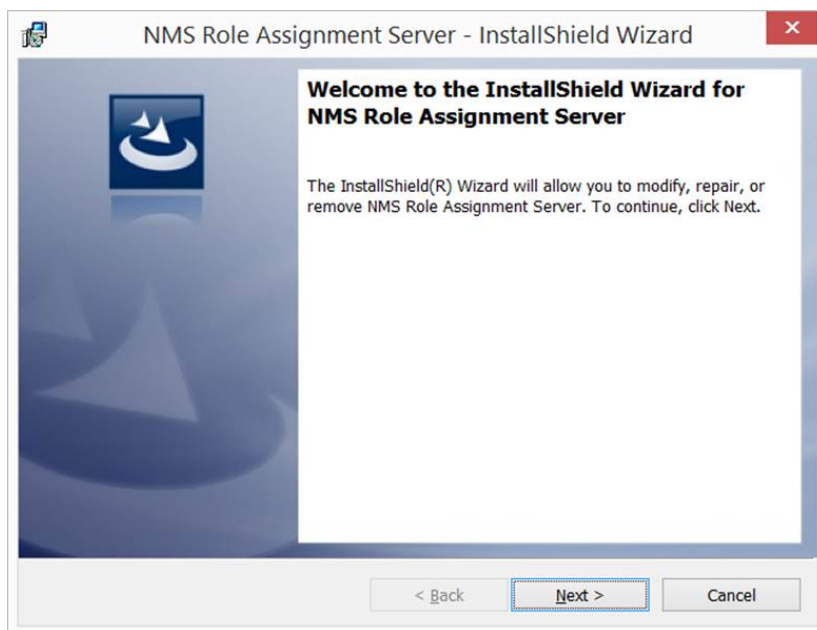 NMS Role Assignment Server - InstallShield Wizard
Welcome to the InstallShield Wizard for
NMS Role Assignment Server
The InstallShield(R) Wizard will allow you to modify, repair, or
remove NMS Role Assignment Server. To continue, click Next.
< Back
Next >
Cancel